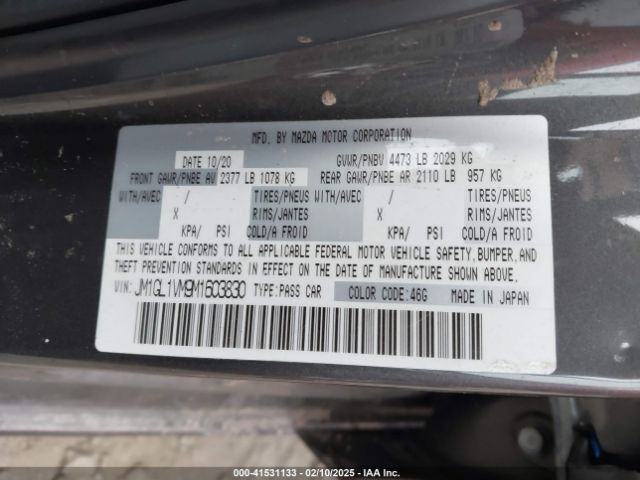 MFD. BY MAZDA MOTOR CORPORATION
DATE 10/20 GVWR/PNBV 4473 LB 2029 KG
FRONT GAWR/PNBE AV 2377 LB 1078 KG REAR GAWR/PNBE AR 2110 LB 957 KG
WITH/AVEC / TIRES/PNEUS WITH/AVEC / TIRES/PNEUS
X RIMS/JANTES X RIMS/JANTES
KPA/ PSI COLD/A FROID KPA/ PSI COLD/A FROID
THIS VEHICLE CONFORMS TO ALL APPLICABLE FEDERAL MOTOR VEHICLE SAFETY, BUMPER, AND
THEFT PREVENTION STANDARDS IN EFFECT ON THE DATE OF MANUFACTURE SHOWN ABOVE.
VIN: JM1GL1VM9M1603830 TYPE:PASS CAR COLOR CODE:46G MADE IN JAPAN
000-41531133 - 02/10/2025 - IAA Inc.